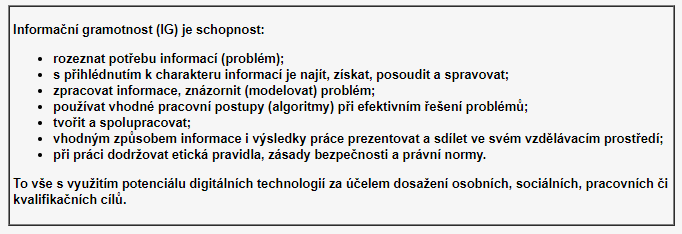 Informační gramotnost (IG) je schopnost:
• rozeznat potřebu informací (problém);
• s přihlédnutím k charakteru informací je najít, získat, posoudit a spravovat;
• zpracovat informace, znázornit (modelovat) problém;
• používat vhodné pracovní postupy (algoritmy) při efektivním řešení problémů;
• tvořit a spolupracovat;
• vhodným způsobem informace i výsledky práce prezentovat a sdílet ve svém vzdělávacím prostředí;
• při práci dodržovat etická pravidla, zásady bezpečnosti a právní normy.
To vše s využitím potenciálu digitálních technologií za účelem dosažení osobních, sociálních, pracovních či
kvalifikačních cílů.